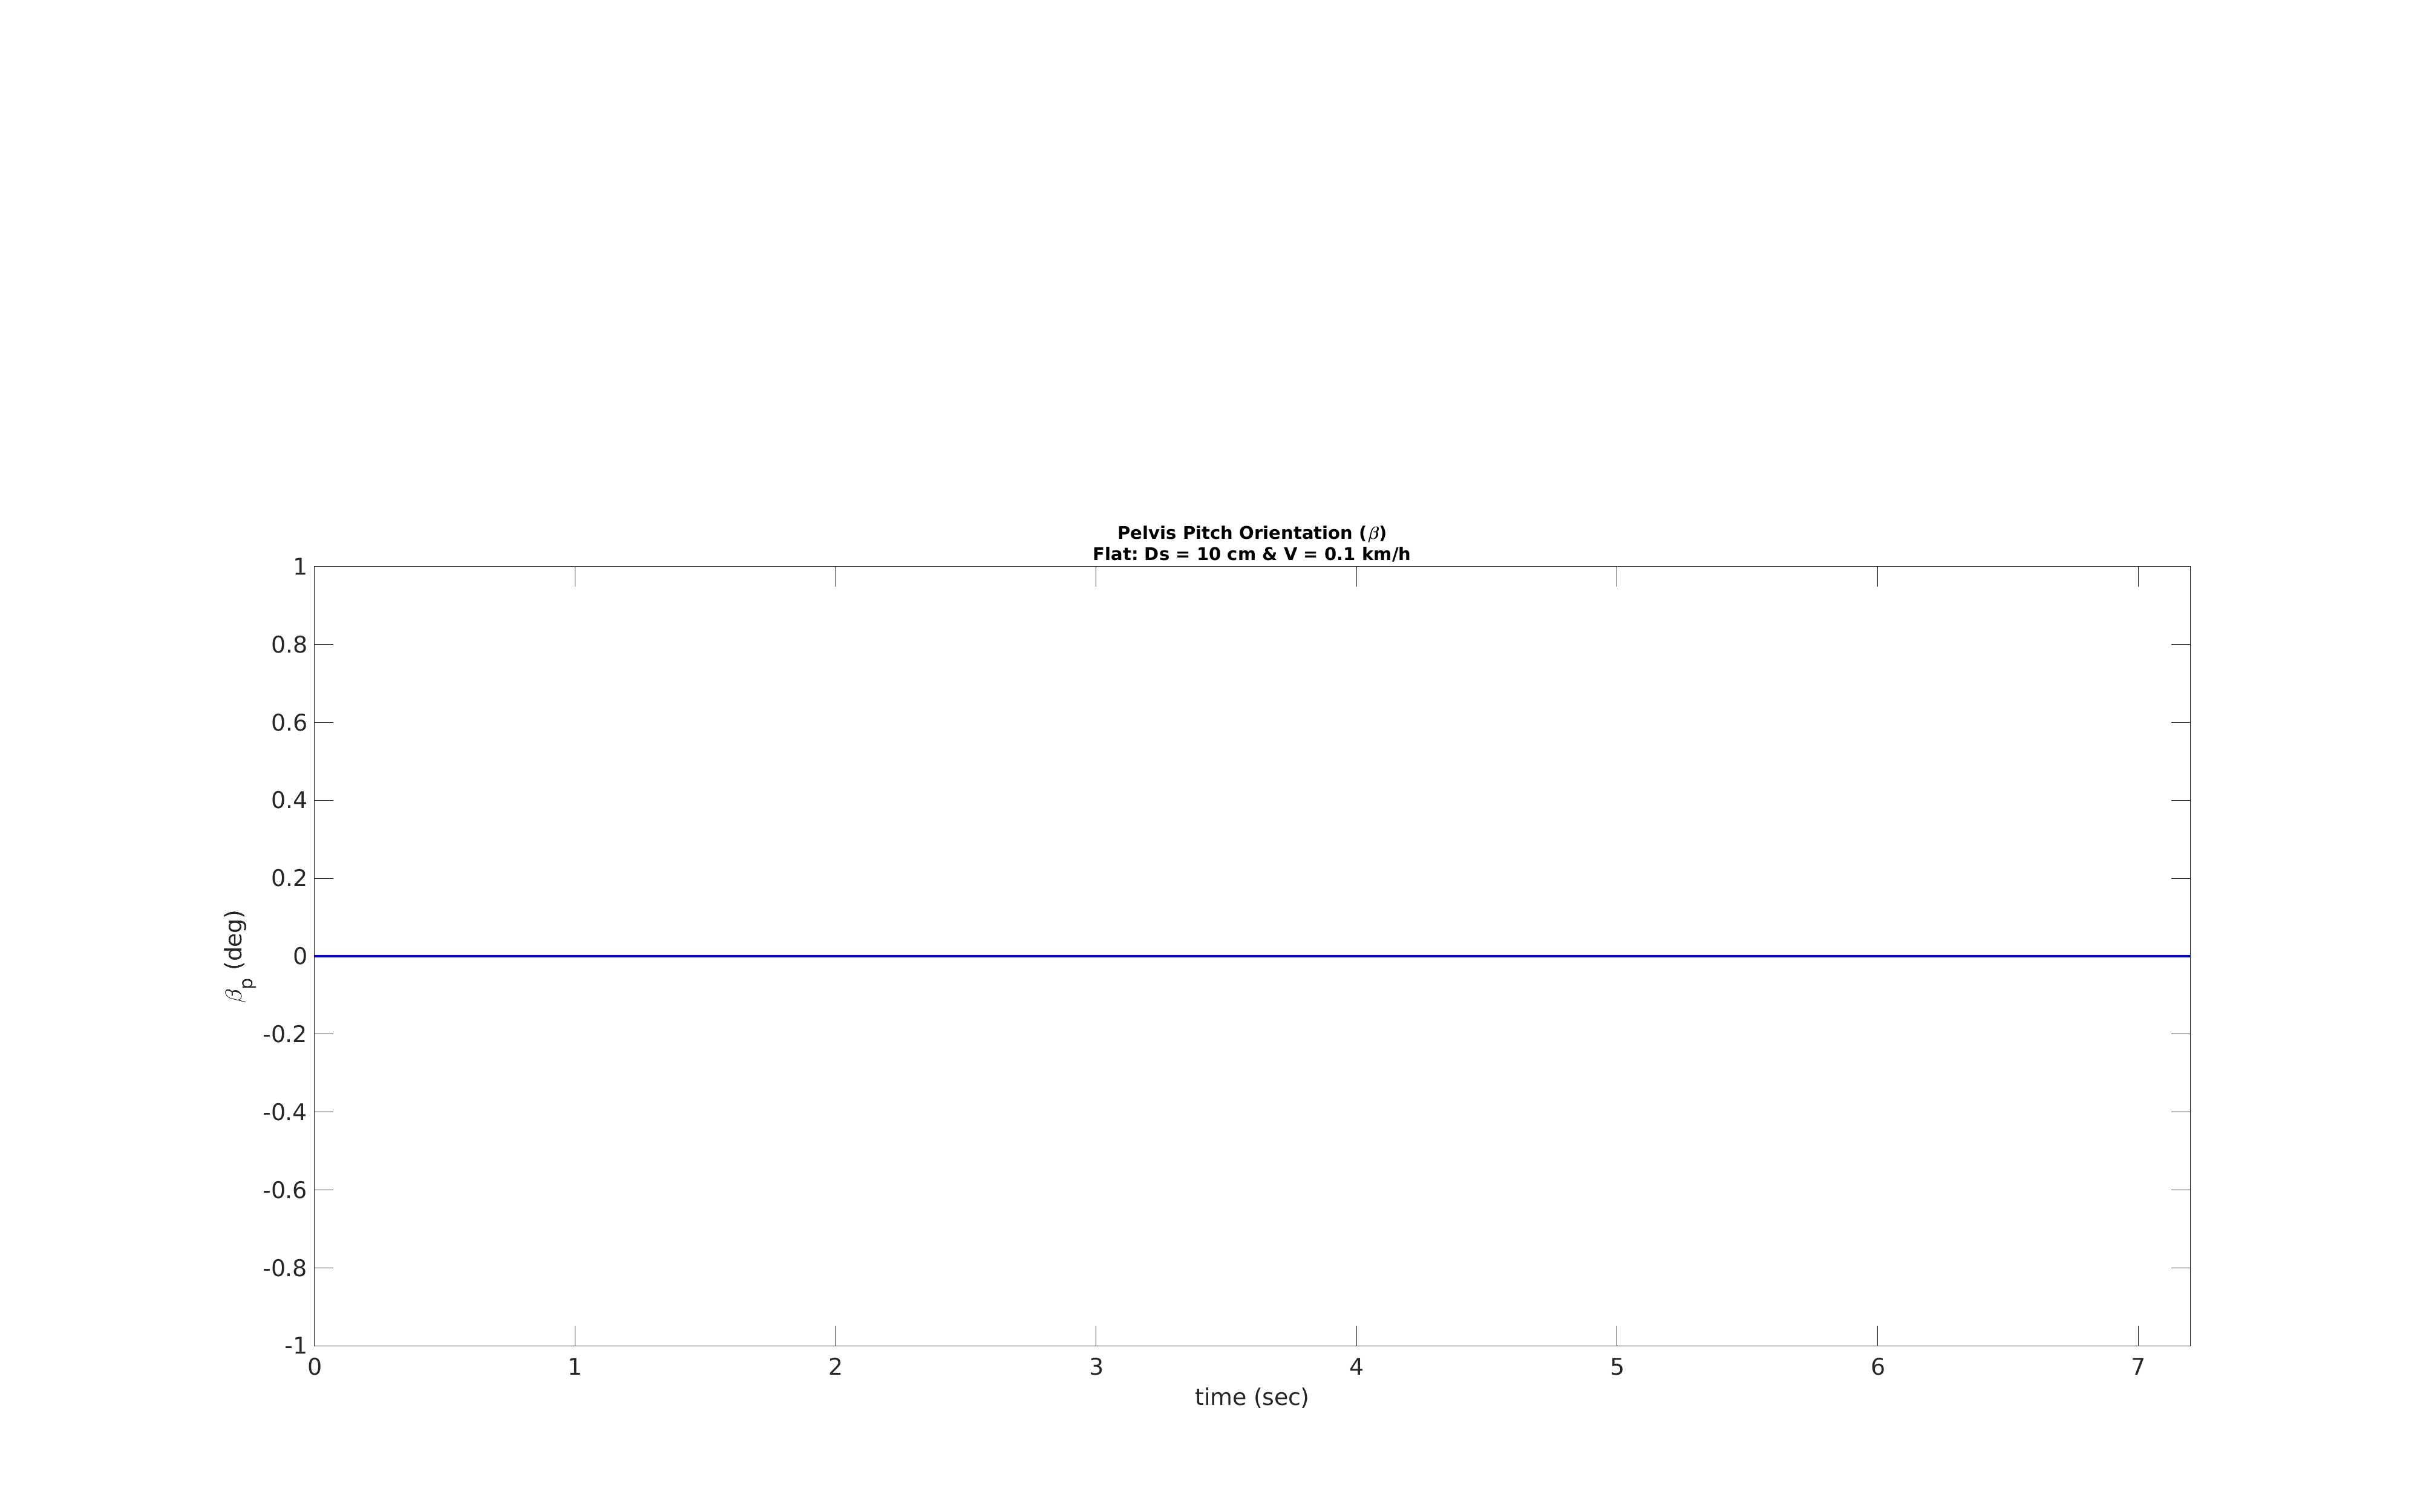 Pelvis Pitch Orientation (β)
Flat: Ds = 10 cm & V = 0.1 km/h
1
0.8
0.6
0.4
0.2
0
-0.2
-0.4
-0.6
-0.8
-1
βp (deg)
0 1 2 3 4 5 6 7
time (sec)